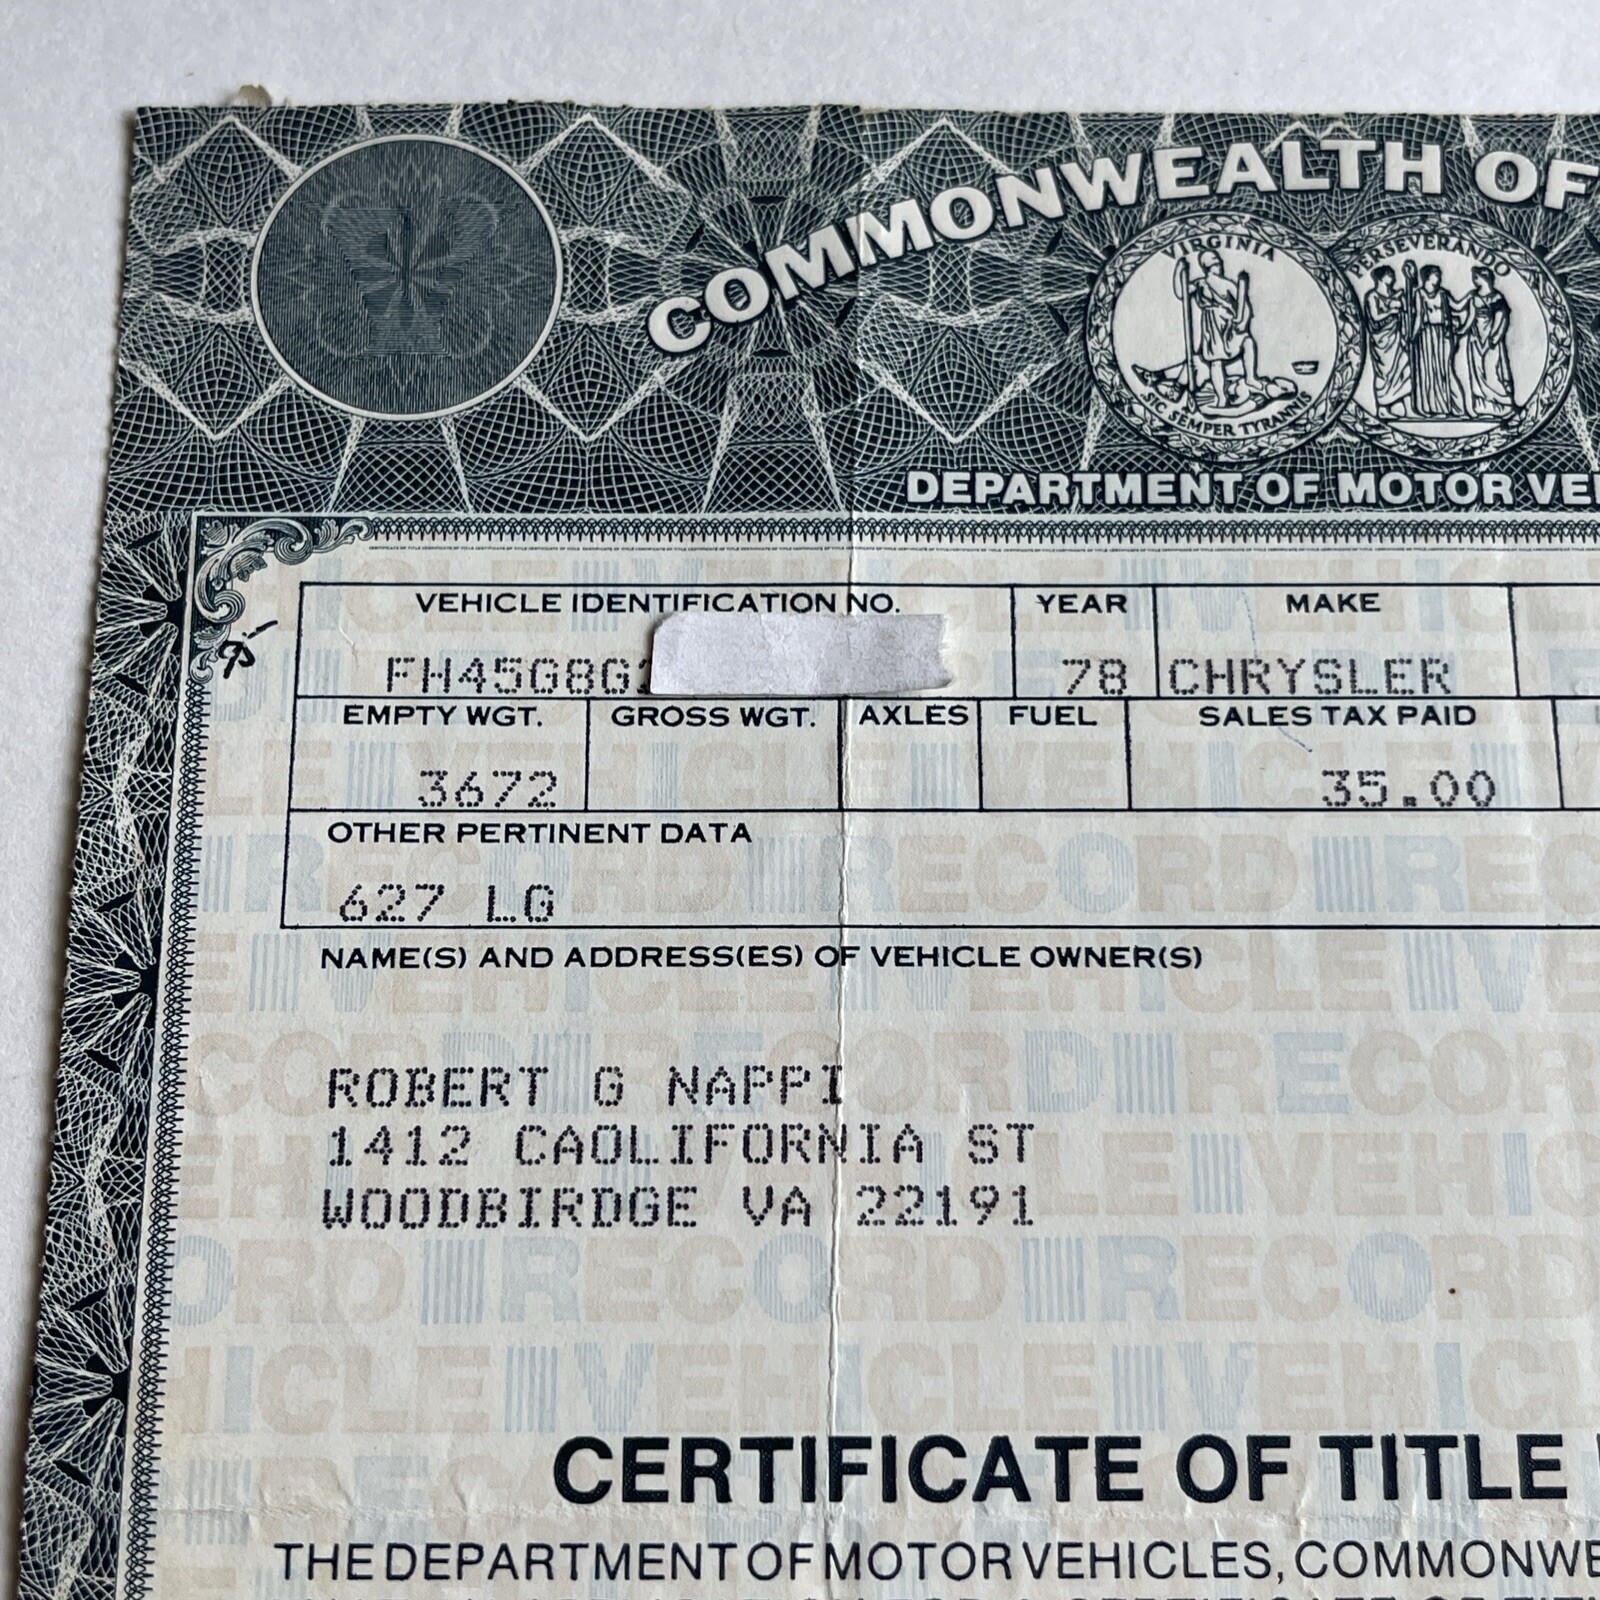 COMMONWEALTH OF
VIRGINIA
SIC SEMPER TYRANNIS
PERSEVERANDO
DEPARTMENT OF MOTOR VE
VEHICLE IDENTIFICATION NO. YEAR MAKE
FH45G8G 78 CHRYSLER
EMPTY WGT. GROSS WGT. AXLES FUEL SALES TAX PAID
3672 35.00
OTHER PERTINENT DATA
627 LG
NAME(S) AND ADDRESS(ES) OF VEHICLE OWNER(S)
ROBERT G NAPPI
1412 CAOLIFORNIA ST
WOODBIRDGE VA 22191
CERTIFICATE OF TITLE
THE DEPARTMENT OF MOTOR VEHICLES, COMMONWE